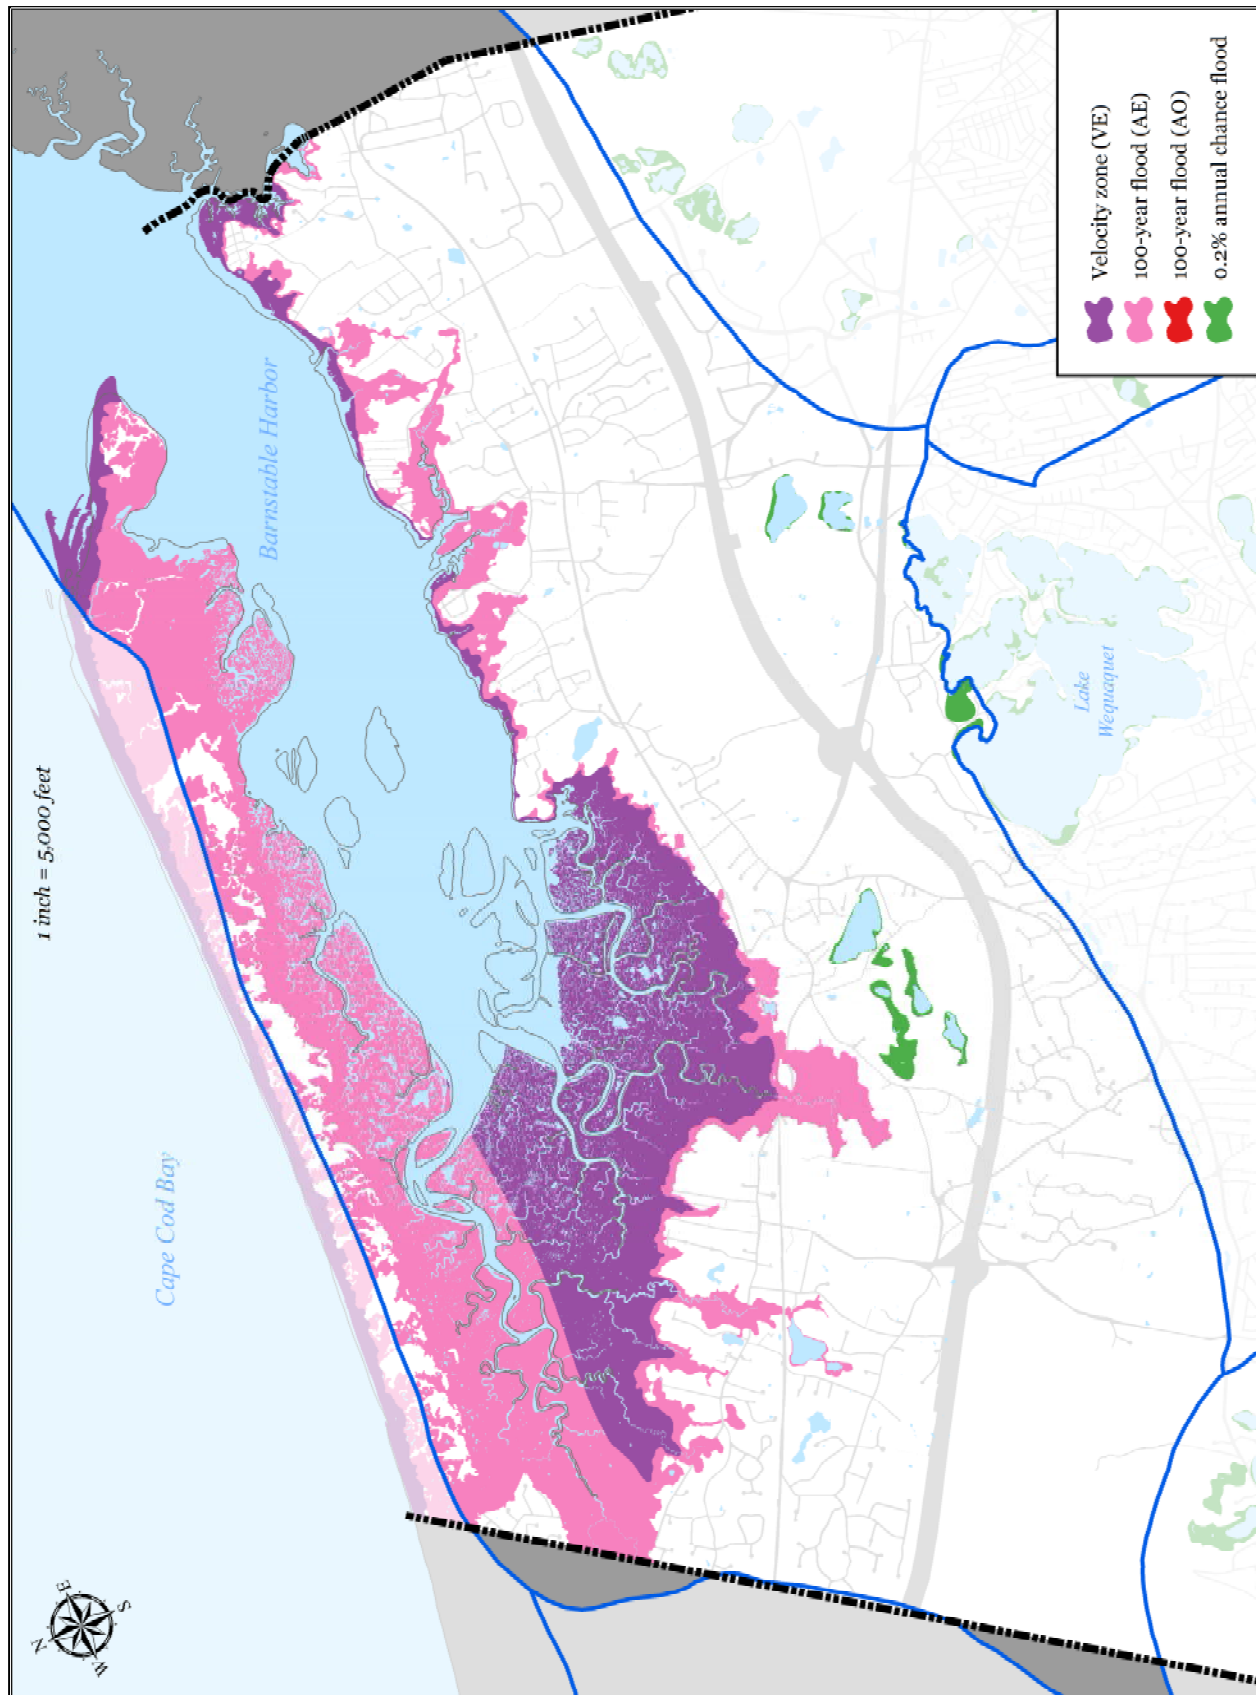 1 inch = 5,000 feet
Cape Cod Bay
Barnstable Harbor
Lake
Wequaquet
Velocity zone (VE)
100-year flood (AE)
100-year flood (AO)
0.2% annual chance flood
N
E
S
W